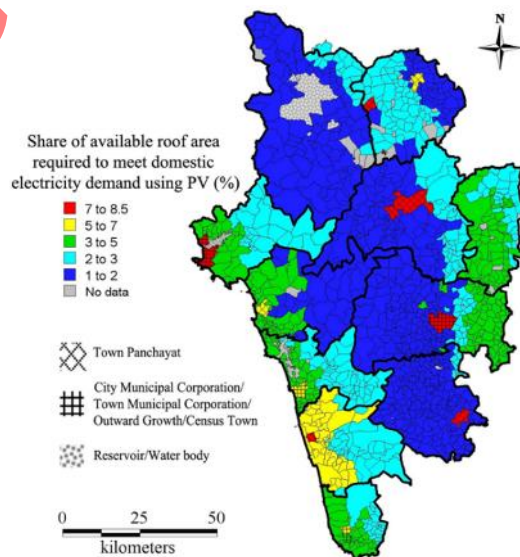 N
Share of available roof area
required to meet domestic
electricity demand using PV (%)
7 to 8.5
5 to 7
3 to 5
2 to 3
1 to 2
No data
Town Panchayat
City Municipal Corporation/
Town Municipal Corporation/
Outward Growth/Census Town
Reservoir/Water body
0 25 50
kilometers